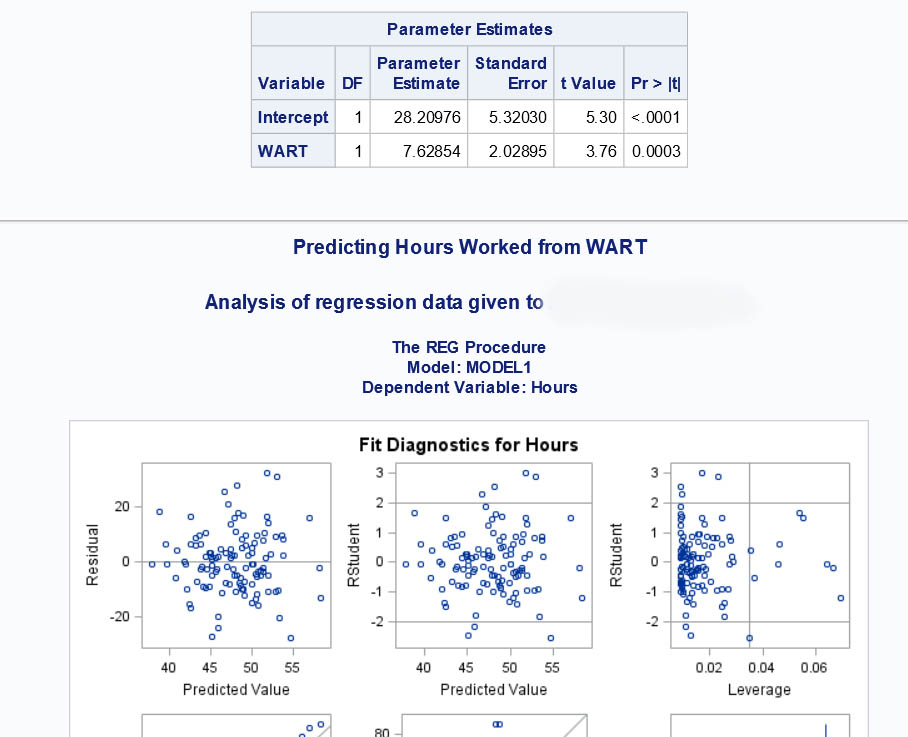 Parameter Estimates
Variable DF Parameter Estimate Standard Error t Value Pr > |t|
Intercept 1 28.20976 5.32030 5.30 <.0001
WART 1 7.62854 2.02895 3.76 0.0003
Predicting Hours Worked from WART
Analysis of regression data given to
The REG Procedure
Model: MODEL1
Dependent Variable: Hours
Fit Diagnostics for Hours
Residual
20
0
-20
40 45 50 55
Predicted Value
RStudent
3
2
1
0
-1
-2
40 45 50 55
Predicted Value
RStudent
3
2
1
0
-1
-2
0.02 0.04 0.06
Leverage
80